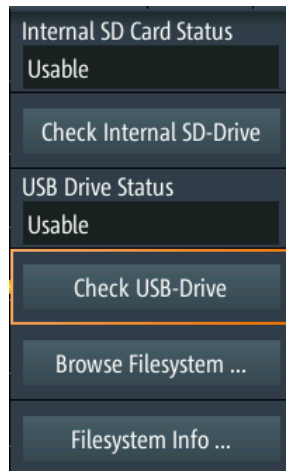 Internal SD Card Status
Usable
Check Internal SD-Drive
USB Drive Status
Usable
Check USB-Drive
Browse Filesystem ...
Filesystem Info ...